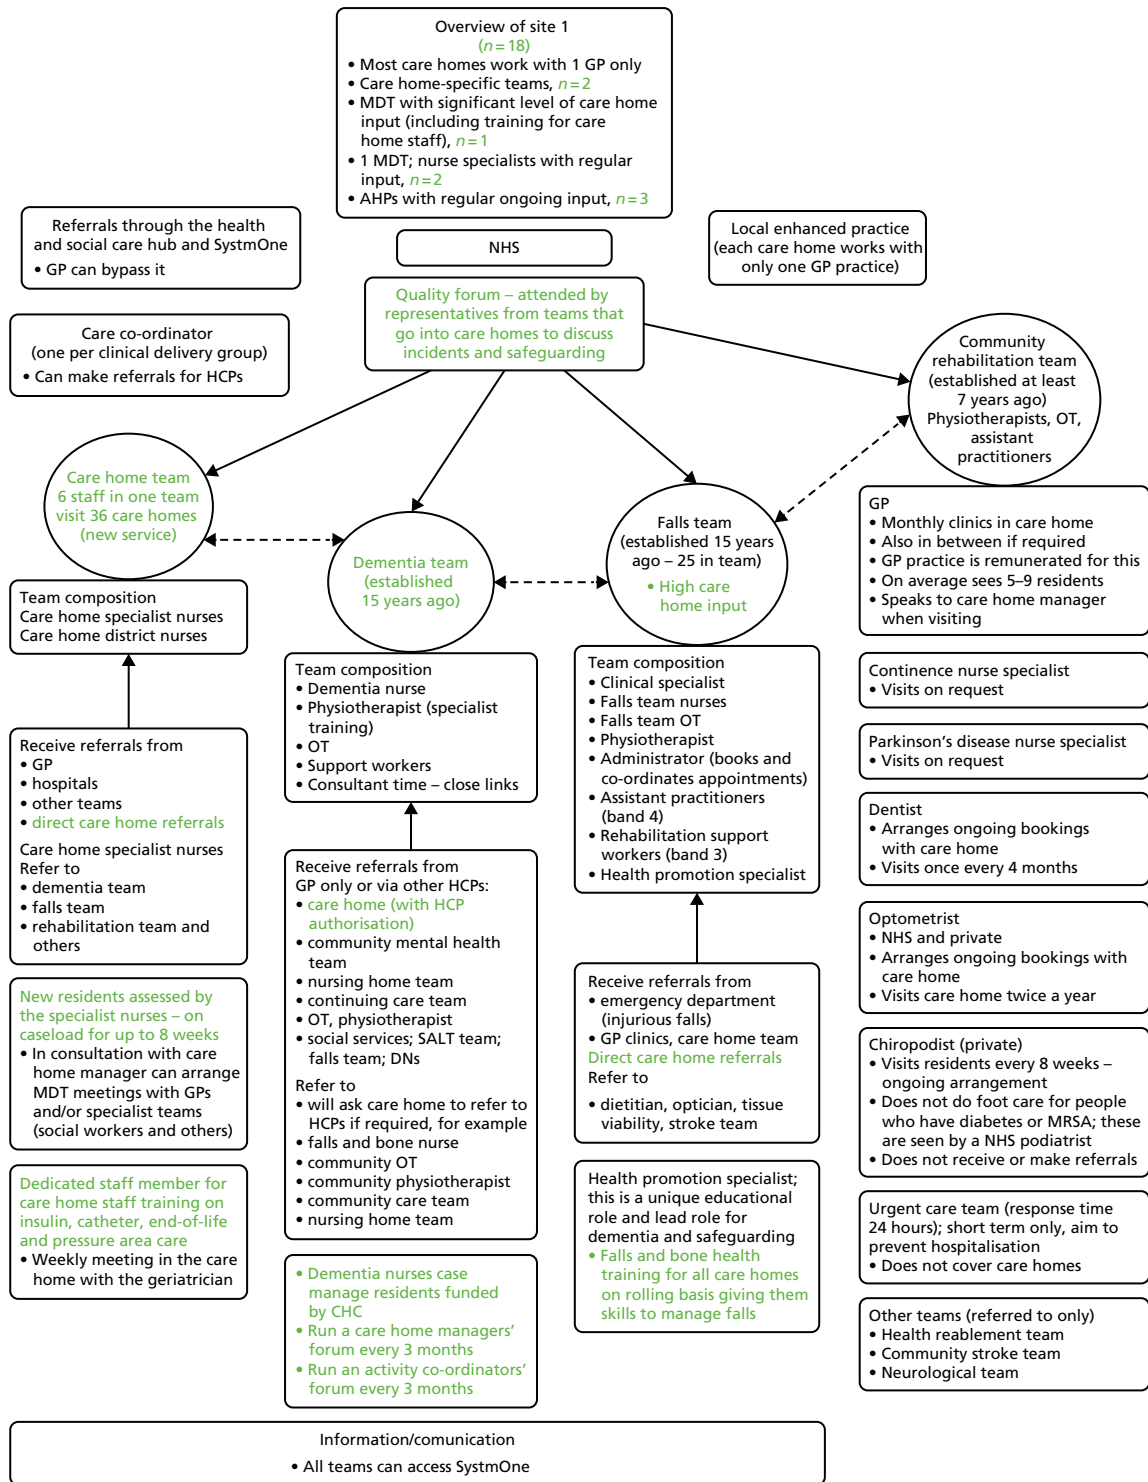 Overview of site 1
(n=18)
• Most care homes work with 1 GP only
• Care home-specific teams, n=2
• MDT with significant level of care home
input (including training for care
home staff), n=1
• 1 MDT; nurse specialists with regular
input, n=2
• AHPs with regular ongoing input, n=3
Referrals through the health
and social care hub and SystmOne
• GP can bypass it
NHS
Local enhanced practice
(each care home works with
only one GP practice)
Quality forum – attended by
representatives from teams that
go into care homes to discuss
incidents and safeguarding
Care co-ordinator
(one per clinical delivery group)
• Can make referrals for HCPs
Community
rehabilitation team
(established at least
7 years ago)
Physiotherapists, OT,
assistant
practitioners
Care home team
6 staff in one team
visit 36 care homes
(new service)
Dementia team
(established
15 years ago)
Falls team
(established 15 years
ago – 25 in team)
• High care
home input
Team composition
Care home specialist nurses
Care home district nurses
Receive referrals from
• GP
• hospitals
• other teams
• direct care home referrals
Care home specialist nurses
Refer to
• dementia team
• falls team
• rehabilitation team and
others
New residents assessed by
the specialist nurses – on
caseload for up to 8 weeks
• In consultation with care
home manager can arrange
MDT meetings with GPs
and/or specialist teams
(social workers and others)
Dedicated staff member for
care home staff training on
insulin, catheter, end-of-life
and pressure area care
• Weekly meeting in the care
home with the geriatrician
Team composition
• Dementia nurse
• Physiotherapist (specialist
training)
• OT
• Support workers
• Consultant time – close links
Receive referrals from
GP only or via other HCPs:
• care home (with HCP
authorisation)
• community mental health
team
• nursing home team
• continuing care team
• OT, physiotherapist
• social services; SALT team;
falls team; DNs
Refer to
• will ask care home to refer to
HCPs if required, for example
• falls and bone nurse
• community OT
• community physiotherapist
• community care team
• nursing home team
• Dementia nurses case
manage residents funded
by CHC
• Run a care home managers’
forum every 3 months
• Run an activity co-ordinators’
forum every 3 months
Team composition
• Clinical specialist
• Falls team nurses
• Falls team OT
• Physiotherapist
• Administrator (books and
co-ordinates appointments)
• Assistant practitioners
(band 4)
• Rehabilitation support
workers (band 3)
• Health promotion specialist
Receive referrals from
• emergency department
(injurious falls)
• GP clinics, care home team
Direct care home referrals
Refer to
• dietitian, optician, tissue
viability, stroke team
Health promotion specialist;
this is a unique educational
role and lead role for
dementia and safeguarding
• Falls and bone health
training for all care homes
on rolling basis giving them
skills to manage falls
GP
• Monthly clinics in care home
• Also in between if required
• GP practice is remunerated for this
• On average sees 5–9 residents
• Speaks to care home manager
when visiting
Continence nurse specialist
• Visits on request
Parkinson’s disease nurse specialist
• Visits on request
Dentist
• Arranges ongoing bookings
with care home
• Visits once every 4 months
Optometrist
• NHS and private
• Arranges ongoing bookings with
care home
• Visits care home twice a year
Chiropodist (private)
• Visits residents every 8 weeks –
ongoing arrangement
• Does not do foot care for people
who have diabetes or MRSA; these
are seen by a NHS podiatrist
• Does not receive or make referrals
Urgent care team (response time
24 hours); short term only, aim to
prevent hospitalisation
• Does not cover care homes
Other teams (referred to only)
• Health reablement team
• Community stroke team
• Neurological team
Information/comunication
• All teams can access SystmOne